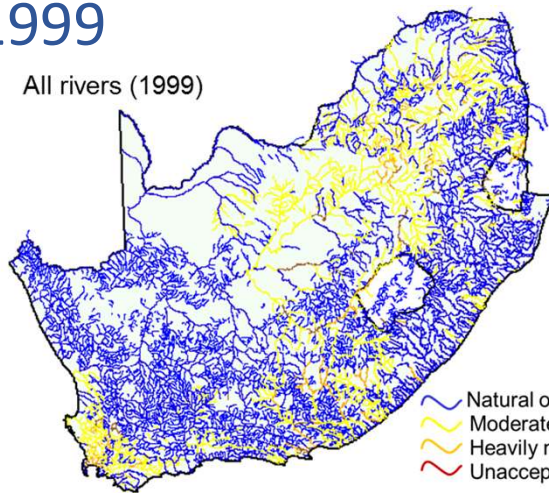 1999
All rivers (1999)
Natural o
Moderate
Heavily
Unaccep